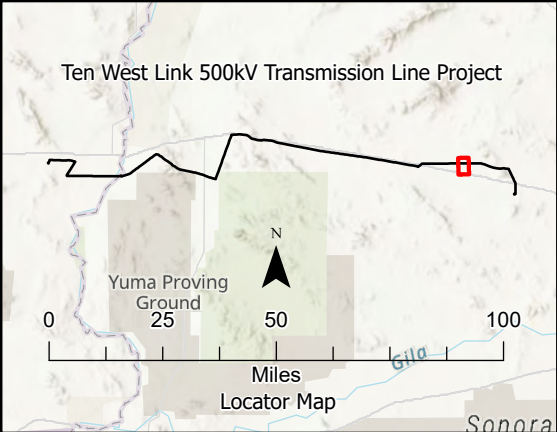 Ten West Link 500kV Transmission Line Project
N
Yuma Proving
Ground
0 25 50 100
Miles
Gila
Locator Map
Sonora